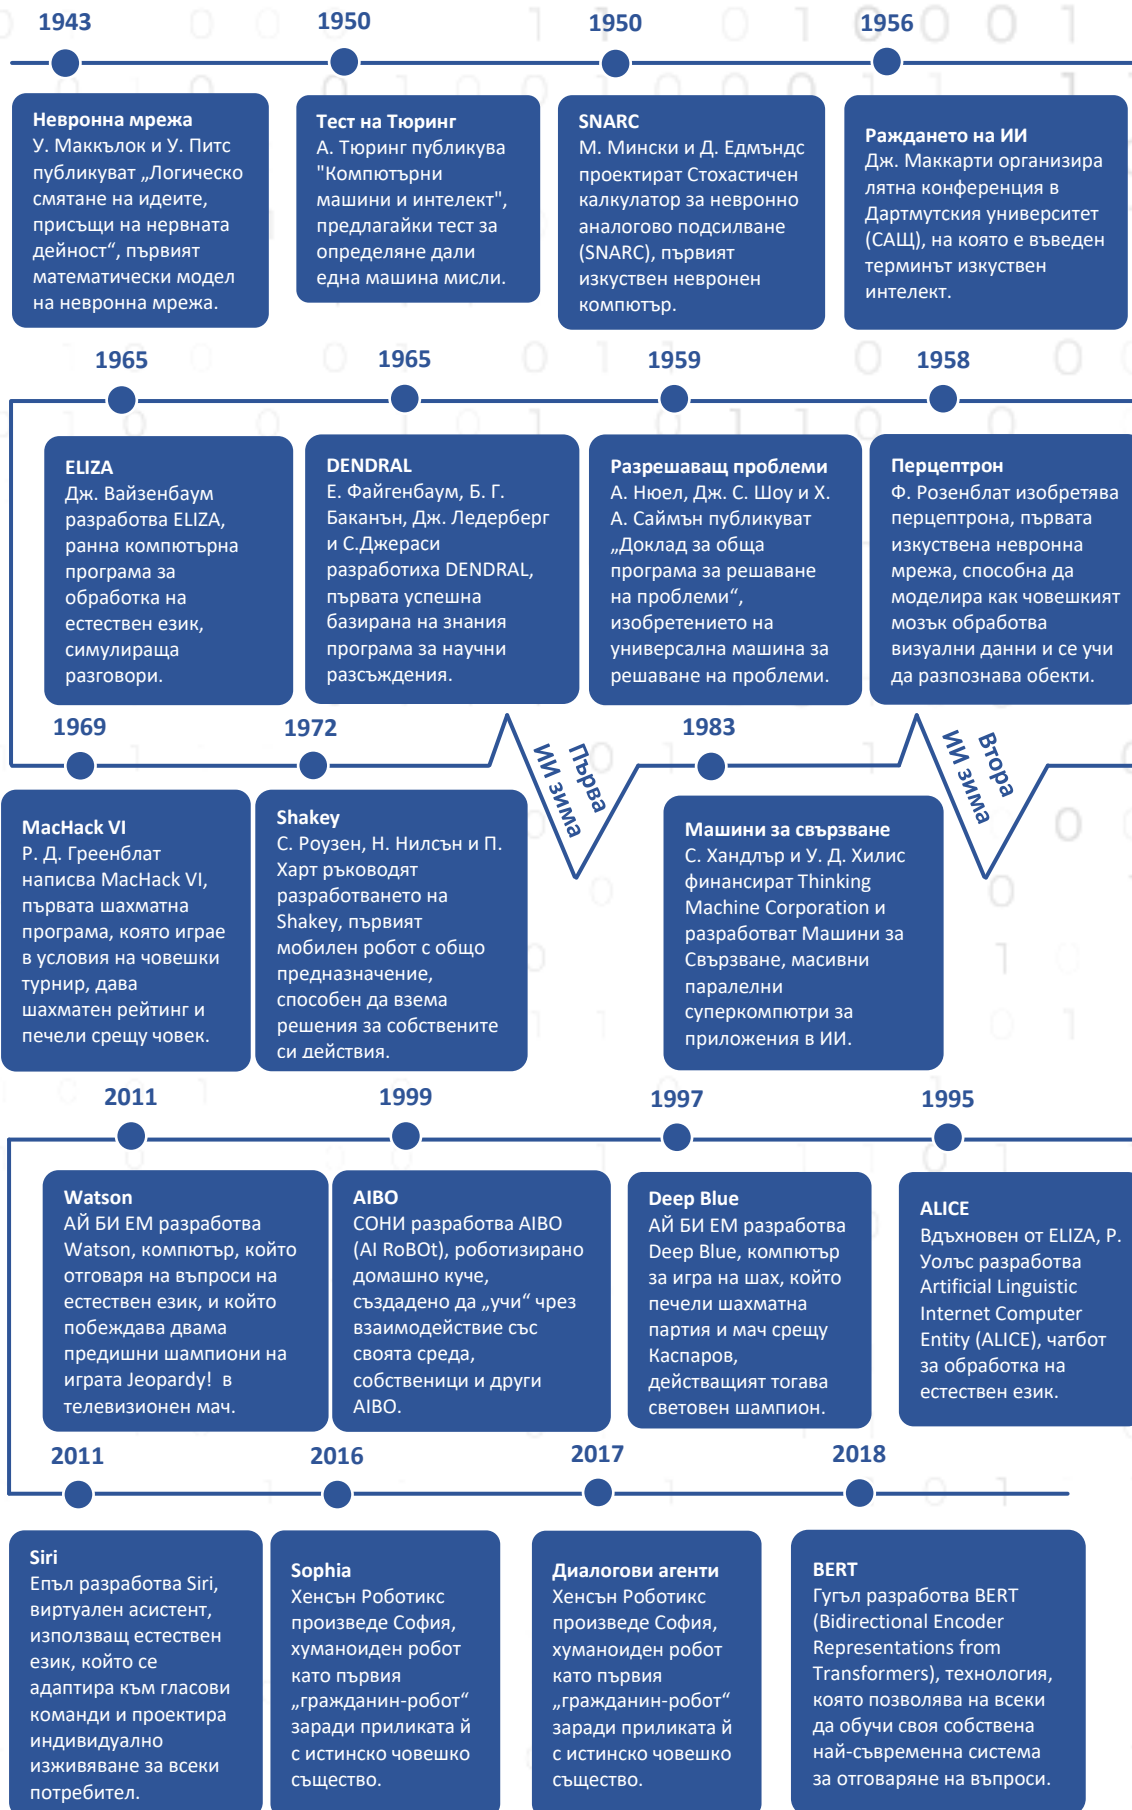 1943
1950
1950
1956
Невронна мрежа
У. Маккълок и У. Питс
публикуват „Логическо
смятане на идеите,
присъщи на нервната
дейност“, първият
математически модел
на невронна мрежа.
Тест на Тюринг
А. Тюринг публикува
"Компютърни
машини и интелект",
предлагайки тест за
определяне дали
една машина мисли.
SNARC
М. Мински и Д. Едмъндс
проектират Стохастичен
калкулатор за невронно
аналогово подсилване
(SNARC), първият
изкуствен невронен
компютър.
Раждането на ИИ
Дж. Маккарти организира
лятна конференция в
Дартмутския университет
(САЩ), на която е въведен
терминът изкуствен
интелект.
1965
1965
1959
1958
ELIZA
Дж. Вайзенбаум
разработва ELIZA,
ранна компютърна
програма за
обработка на
естествен език,
симулираща
разговори.
DENDRAL
Е. Файгенбаум, Б. Г.
Баканън, Дж. Ледерберг
и С.Джераси
разработиха DENDRAL,
първата успешна
базирана на знания
програма за научни
разсъждения.
Разрешаващ проблеми
А. Нюел, Дж. С. Шоу и Х.
А. Саймън публикуват
„Доклад за обща
програма за решаване
на проблеми“,
изобретението на
универсална машина за
решаване на проблеми.
Перцептрон
Ф. Розенблат изобретява
перцептрона, първата
изкуствена невронна
мрежа, способна да
моделира как човешкият
мозък обработва
визуални данни и се учи
да разпознава обекти.
1969
1972
Първа
ИИ зима
1983
Втора
ИИ зима
MacHack VI
Р. Д. Греенблат
написва MacHack VI,
първата шахматна
програма, която играе
в условия на човешки
турнир, дава
шахматен рейтинг и
печели срещу човек.
Shakey
С. Роузен, Н. Нилсън и П.
Харт ръководят
разработването на
Shakey, първият
мобилен робот с общо
предназначение,
способен да взема
решения за собствените
си действия.
Машини за свързване
С. Хандлър и У. Д. Хилис
финансират Thinking
Machine Corporation и
разработват Машини за
Свързване, масивни
паралелни
суперкомпютри за
приложения в ИИ.
2011
1999
1997
1995
Watson
АЙ БИ ЕМ разработва
Watson, компютър, който
отговаря на въпроси на
естествен език, и който
побеждава двама
предишни шампиони на
играта Jeopardy! в
телевизионен мач.
AIBO
СОНИ разработва AIBO
(AI RoBOt), роботизирано
домашно куче,
създадено да „учи“ чрез
взаимодействие със
своята среда,
собственици и други
AIBO.
Deep Blue
АЙ БИ ЕМ разработва
Deep Blue, компютър
за игра на шах, който
печели шахматна
партия и мач срещу
Каспаров,
действащият тогава
световен шампион.
ALICE
Вдъхновен от ELIZA, Р.
Уолъс разработва
Artificial Linguistic
Internet Computer
Entity (ALICE), чатбот
за обработка на
естествен език.
2011
2016
2017
2018
Siri
Епъл разработва Siri,
виртуален асистент,
използващ естествен
език, който се
адаптира към гласови
команди и проектира
индивидуално
изживяване за всеки
потребител.
Sophia
Хенсън Роботикс
произведе София,
хуманоиден робот
като първия
„гражданин-робот“
заради приликата й
с истинско човешко
същество.
Диалогови агенти
Хенсън Роботикс
произведе София,
хуманоиден робот
като първия
„гражданин-робот“
заради приликата й
с истинско човешко
същество.
BERT
Гугъл разработва BERT
(Bidirectional Encoder
Representations from
Transformers), технология,
която позволява на всеки
да обучи своя собствена
най-съвременна система
за отговаряне на въпроси.